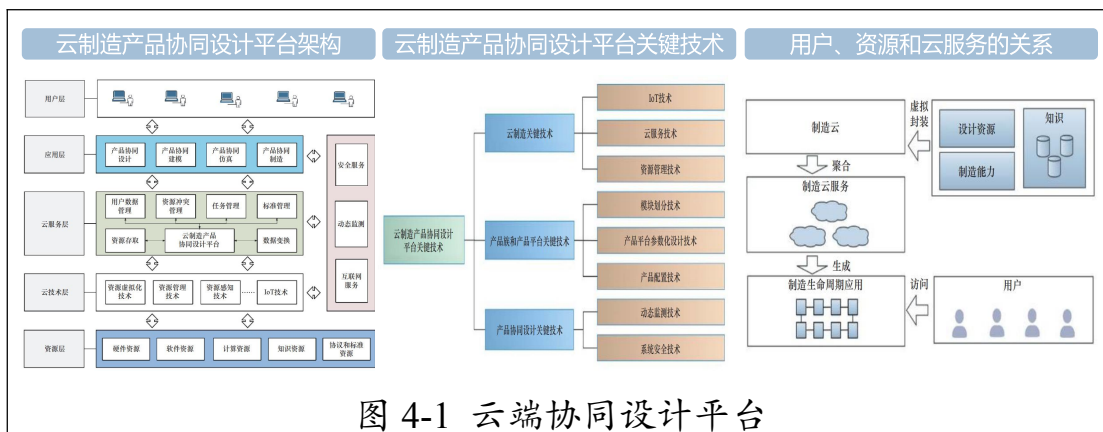 云制造产品协同设计平台架构
云制造产品协同设计平台关键技术
用户、资源和云服务的关系
用户层
应用层
产品协同
设计
产品协同
建模
产品协同
仿真
产品协同
制造
云服务层
用户数据
管理
资源冲突
管理
任务管理
标准管理
资源存取
云制造产品
协同设计平台
数据变换
云技术层
资源虚拟化
技术
资源管理
技术
资源感知
技术
……
IoT技术
资源层
硬件资源
软件资源
计算资源
知识资源
协议和标准
资源
安全服务
动态监测
互联网
服务
云制造产品协同设计
平台关键技术
云制造关键技术
IoT技术
云服务技术
资源管理技术
产品族和产品平台关键技术
模块划分技术
产品平台参数化设计技术
产品配置技术
产品协同设计关键技术
动态监测技术
系统安全技术
制造云
虚拟
封装
设计资源
制造能力
知识
聚合
制造云服务
生成
制造生命周期应用
访问
用户
图 4-1 云端协同设计平台